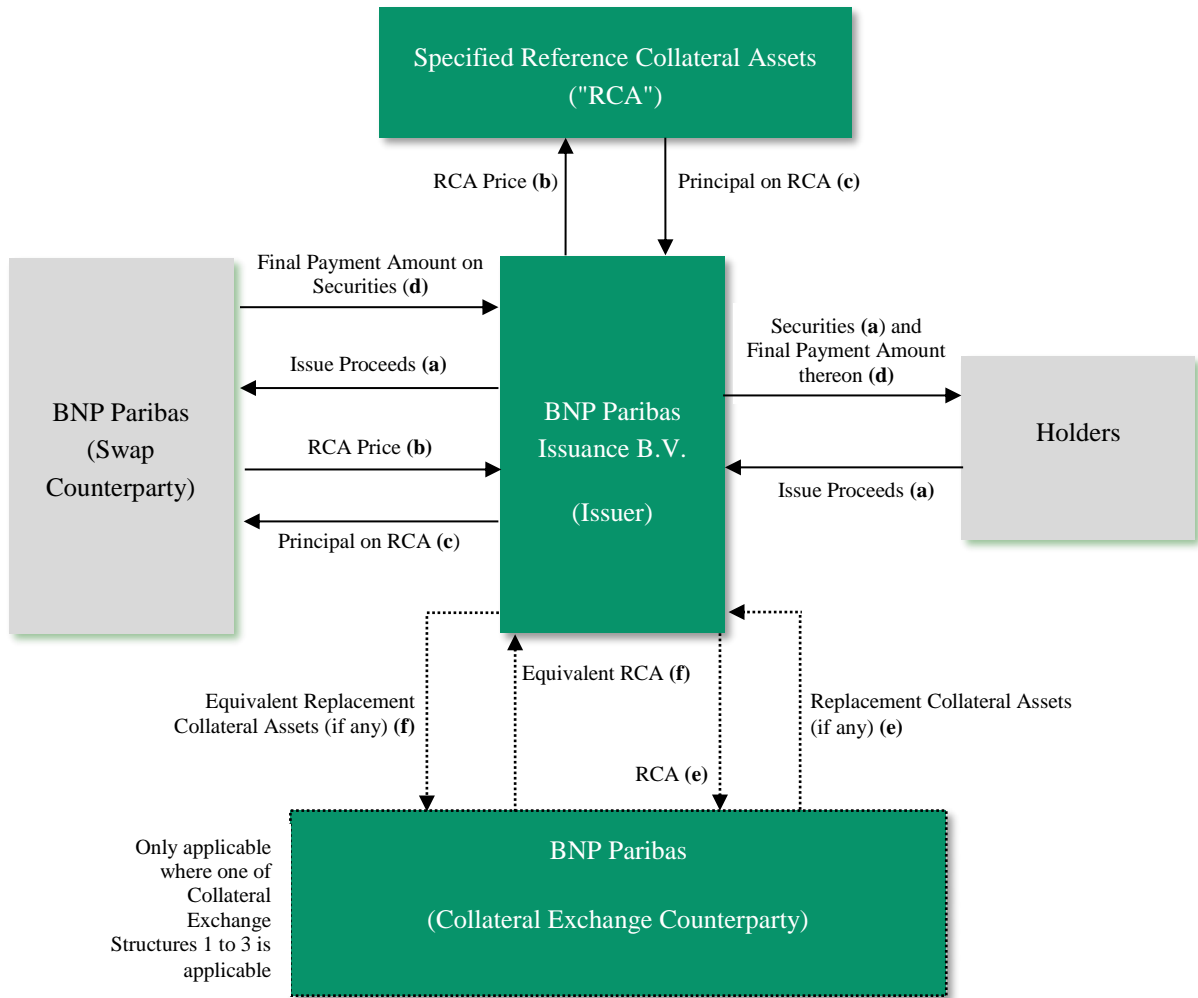 Specified Reference Collateral Assets
("RCA")
RCA Price (b)
Principal on RCA (c)
Final Payment Amount on
Securities (d)
Issue Proceeds (a)
RCA Price (b)
Principal on RCA (c)
BNP Paribas
(Swap
Counterparty)
BNP Paribas
Issuance B.V.
(Issuer)
Securities (a) and
Final Payment Amount
thereon (d)
Issue Proceeds (a)
Holders
Equivalent Replacement
Collateral Assets (if any) (f)
Equivalent RCA (f)
RCA (e)
Replacement Collateral Assets
(if any) (e)
Only applicable
where one of
Collateral
Exchange
Structures 1 to 3 is
applicable
BNP Paribas
(Collateral Exchange Counterparty)